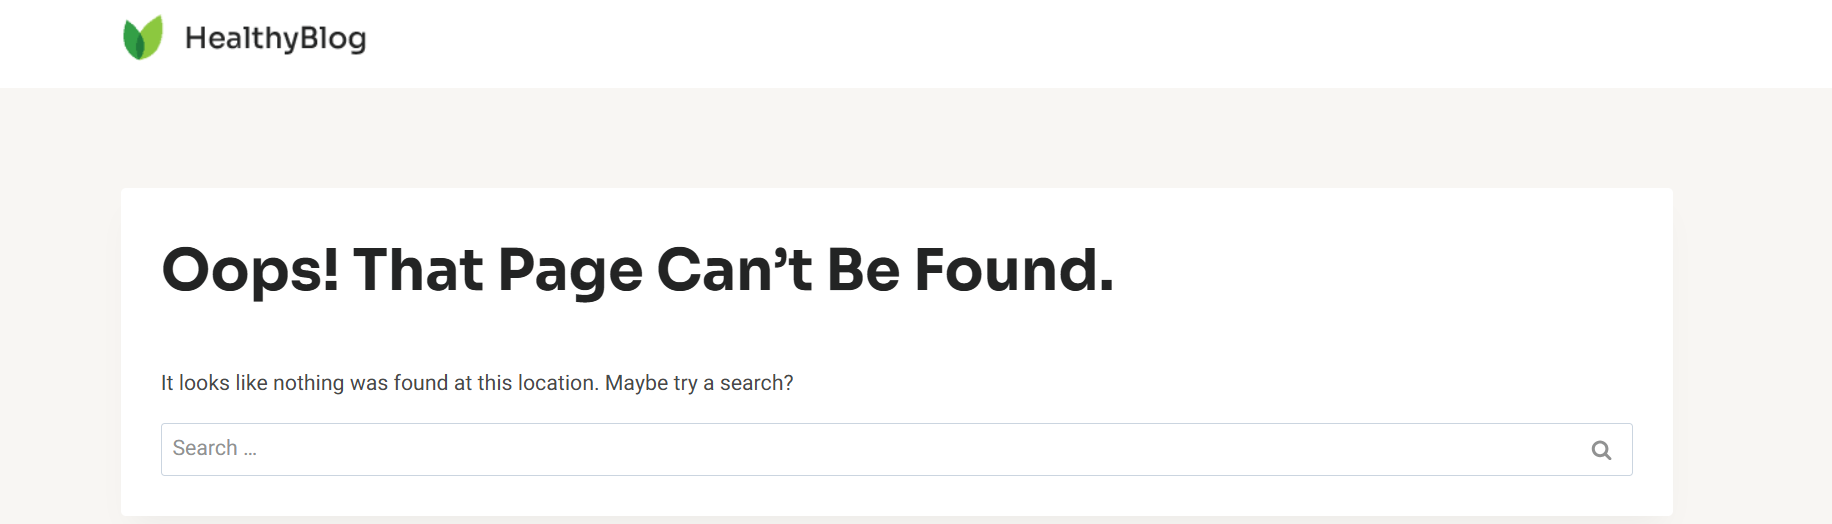 HealthyBlog
Oops! That Page Can’t Be Found.
It looks like nothing was found at this location. Maybe try a search?
Search …